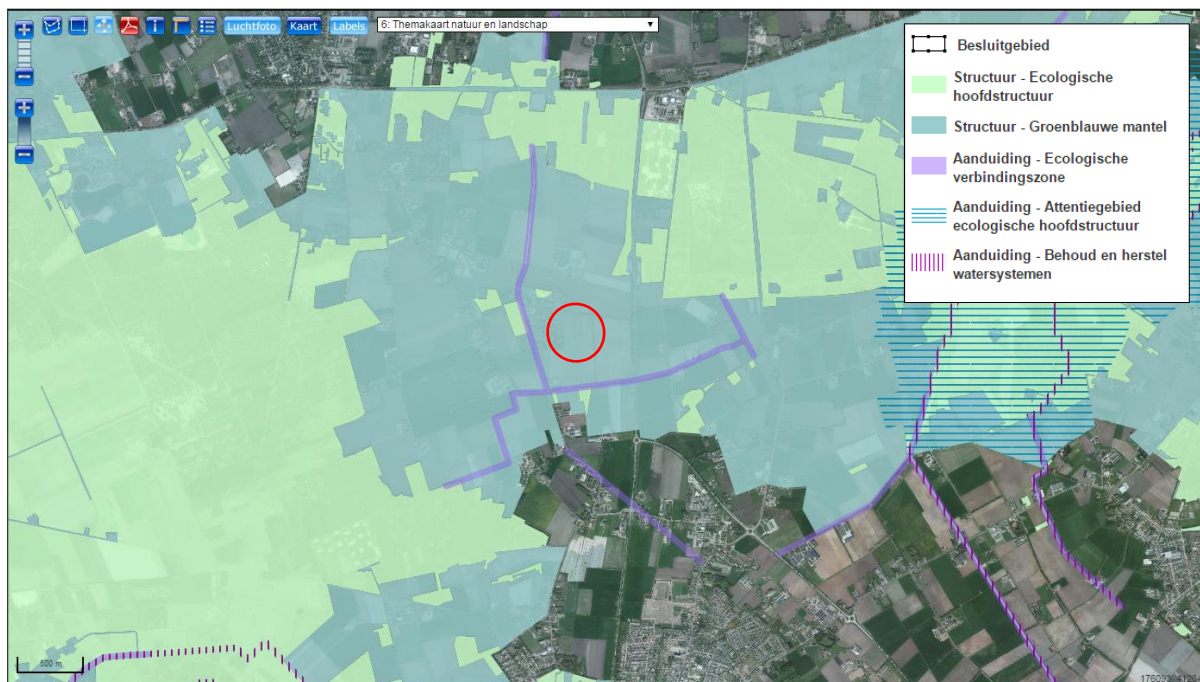 Luchtfoto Kaart Labels 6: Themakaart natuur en landschap
Besluitgebied
Structuur - Ecologische
hoofdstructuur
Structuur - Groenblauwe mantel
Aanduiding - Ecologische
verbindingszone
Aanduiding - Attentiegebied
ecologische hoofdstructuur
Aanduiding - Behoud en herstel
watersystemen
500 m